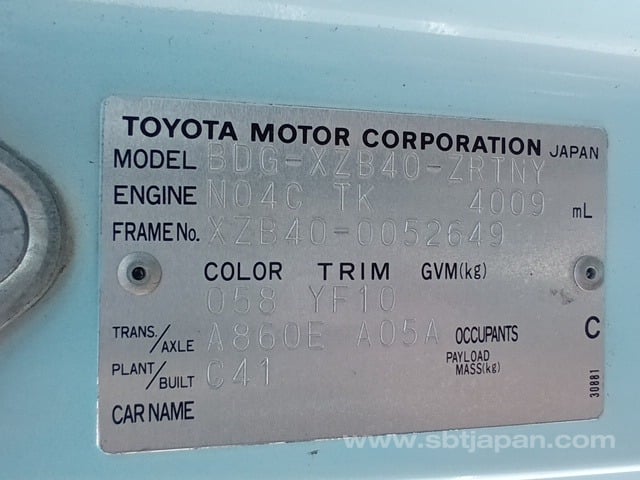 TOYOTA MOTOR CORPORATION JAPAN
MODEL BDG-XZB40-ZRTNY
ENGINE N04C TK 4009 mL
FRAME No. XZB40-0052649
COLOR TRIM GVM(kg)
058 YF10
TRANS./AXLE A860E A05A OCCUPANTS C
PLANT/BUILT C41 PAYLOAD MASS(kg)
30881
CAR NAME
www.sbtjapan.com